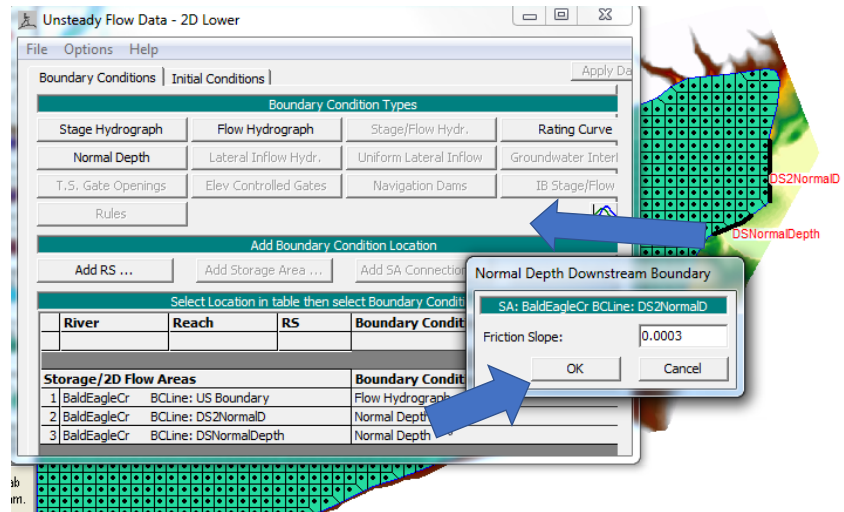 Unsteady Flow Data - 2D Lower
File Options Help
Boundary Conditions Initial Conditions Apply Da
Boundary Condition Types
Stage Hydrograph Flow Hydrograph Stage/Flow Hydr. Rating Curve
Normal Depth Lateral Inflow Hydr. Uniform Lateral Inflow Groundwater Interl
T.S. Gate Openings Elev Controlled Gates Navigation Dams IB Stage/Flow
Rules
Add Boundary Condition Location
Add RS ... Add Storage Area ... Add SA Connection
Select Location in table then select Boundary Conditi
River Reach RS Boundary Condit
Storage/2D Flow Areas Boundary Condit
1 BaldEagleCr BCLine: US Boundary Flow Hydrograph
2 BaldEagleCr BCLine: DS2NormalD Normal Depth
3 BaldEagleCr BCLine: DSNormalDepth Normal Depth
DS2NormalD
DSNormalDepth
Normal Depth Downstream Boundary
SA: BaldEagleCr BCLine: DS2NormalD
Friction Slope: 0.0003
OK Cancel
ab
am.